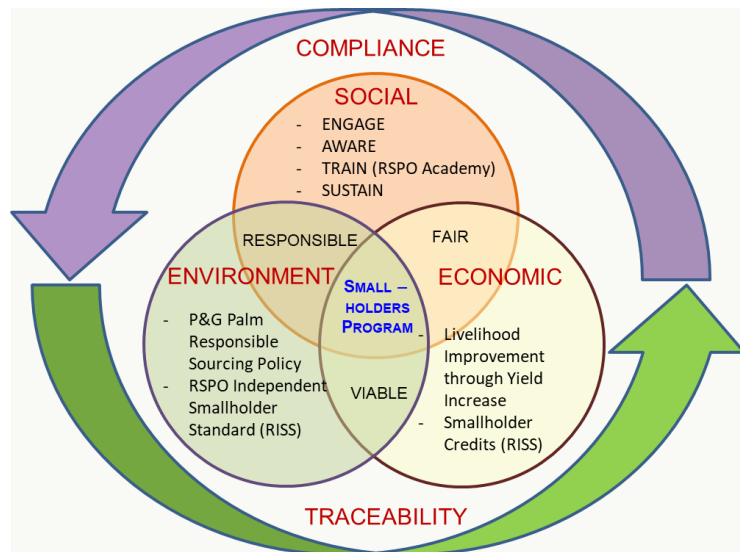 COMPLIANCE
SOCIAL
- ENGAGE
- AWARE
- TRAIN (RSPO Academy)
- SUSTAIN
RESPONSIBLE
FAIR
ENVIRONMENT
- P&G Palm
Responsible
Sourcing Policy
- RSPO Independent
Smallholder
Standard (RISS)
SMALL –
HOLDERS
PROGRAM
ECONOMIC
- Livelihood
Improvement
through Yield
Increase
- Smallholder
Credits (RISS)
VIABLE
TRACEABILITY